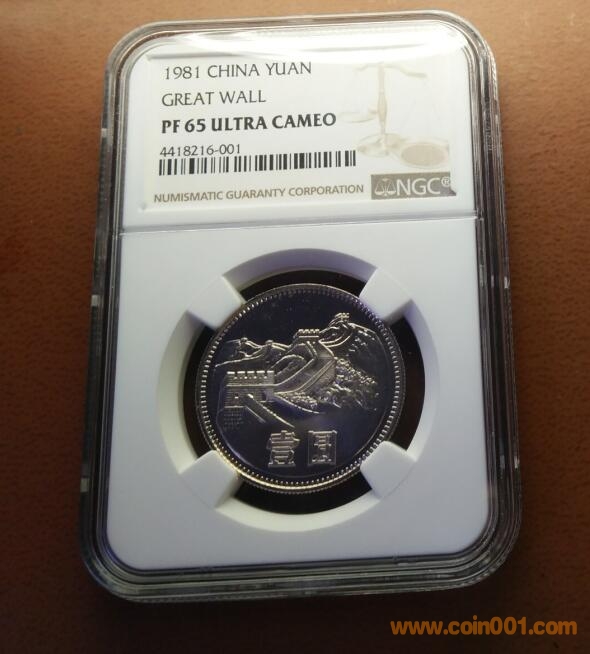 1981 CHINA YUAN
GREAT WALL
PF 65 ULTRA CAMEO
4418216-001
NUMISMATIC GUARANTY CORPORATION NGC®
壹圆
www.coin001.com